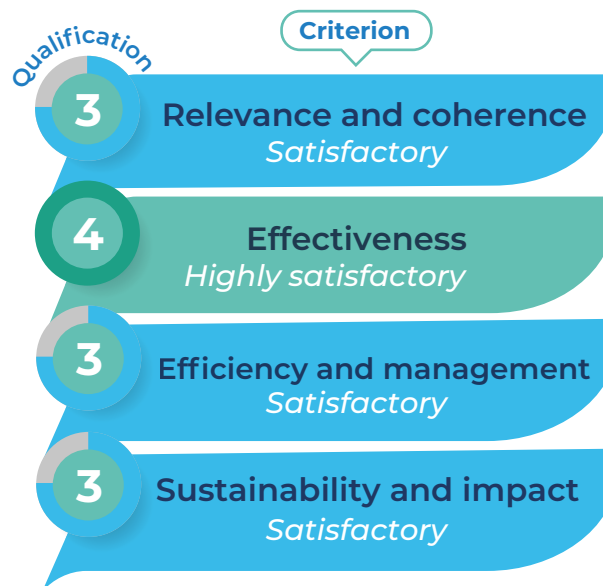 Qualification
Criterion
3
Relevance and coherence
Satisfactory
4
Effectiveness
Highly satisfactory
3
Efficiency and management
Satisfactory
3
Sustainability and impact
Satisfactory